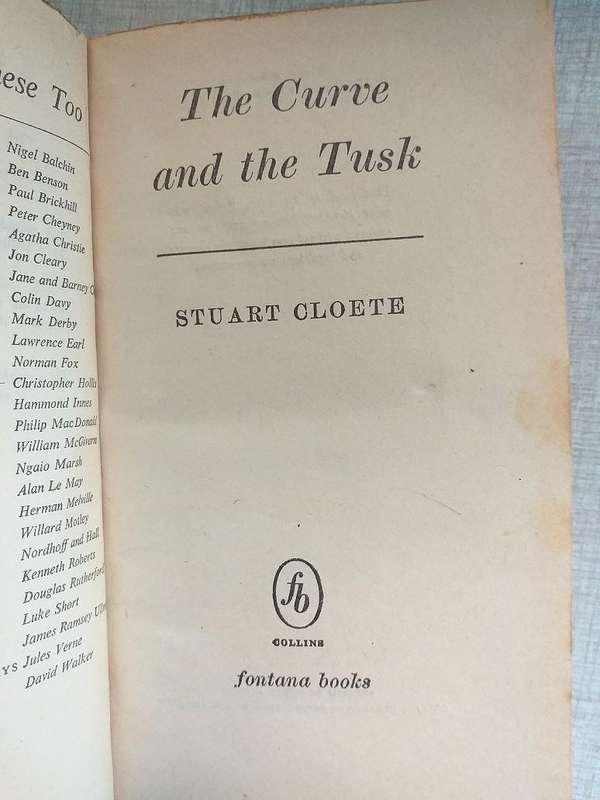 Too
Nigel Balchin
Ben Benson
Paul Brickhill
Peter Cheyney
Agatha Christie
Jon Cleary
Jane and Barney
Colin Davy
Mark Derby
Lawrence Earl
Norman Fox
Christopher Hollis
Hammond Innes
Philip MacDonald
William McGivern
Ngaio Marsh
Alan Le May
Herman Melville
Willard Motley
Nordhoff and Hall
Kenneth Roberts
Douglas Rutherford
Luke Short
James Ramsey
Jules Verne
David Walker
The Curve
and the Tusk
STUART CLOETE
fb
COLLINS
fontana books